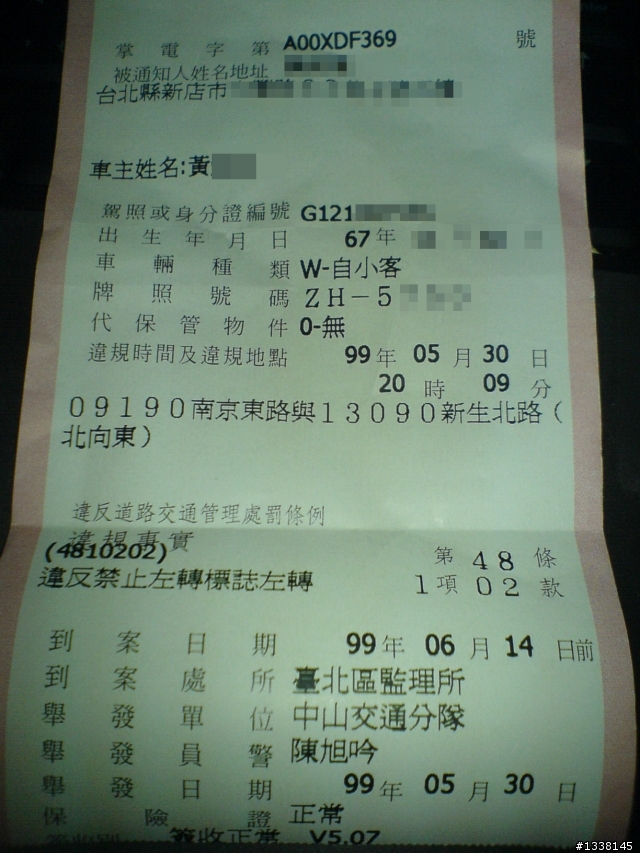 掌電字第 A00XDF369 號
被通知人姓名地址
台北縣新店市
車主姓名:黃
駕照或身分證編號 G121
出生年月日 67年
車輛種類 W-自小客
牌照號碼 ZH-5
代保管物件 0-無
違規時間及違規地點 99年 05月 30日
20時 09分
09190南京東路與13090新生北路(
北向東)
違反道路交通管理處罰條例
違規事實
(4810202) 第 48 條
違反禁止左轉標誌左轉 1項 02 款
到案日期 99年 06月 14日前
到案處所 臺北區監理所
舉發單位 中山交通分隊
舉發員警 陳旭吟
舉發日期 99年 05月 30日
保險證 正常
簽收正常 V5.07
#1338145